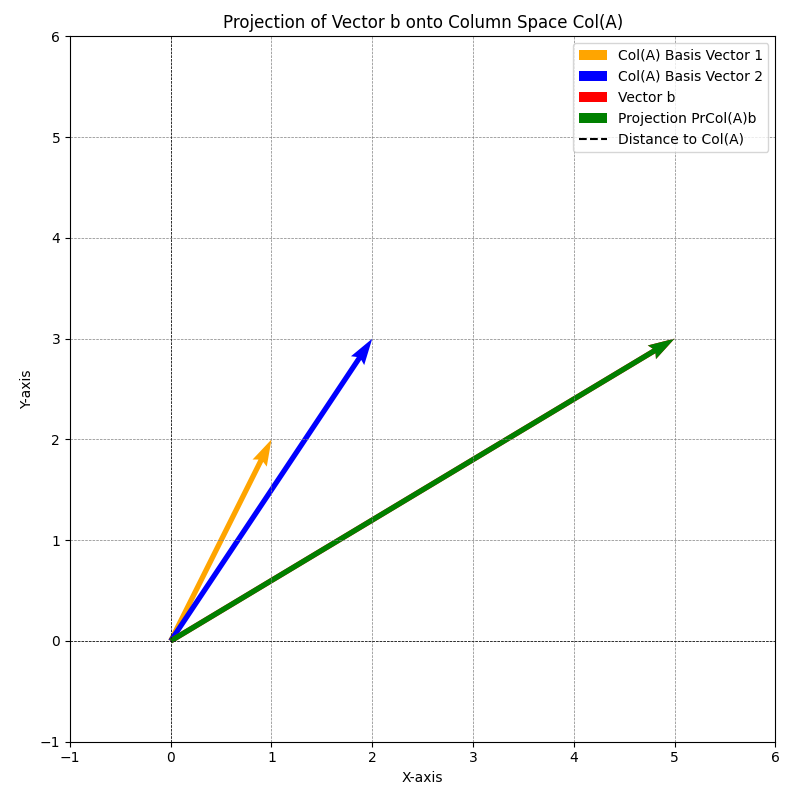 Projection of Vector b onto Column Space Col(A)
Col(A) Basis Vector 1
Col(A) Basis Vector 2
Vector b
Projection PrCol(A)b
Distance to Col(A)
6
5
4
3
2
1
0
−1
Y-axis
−1 0 1 2 3 4 5 6
X-axis